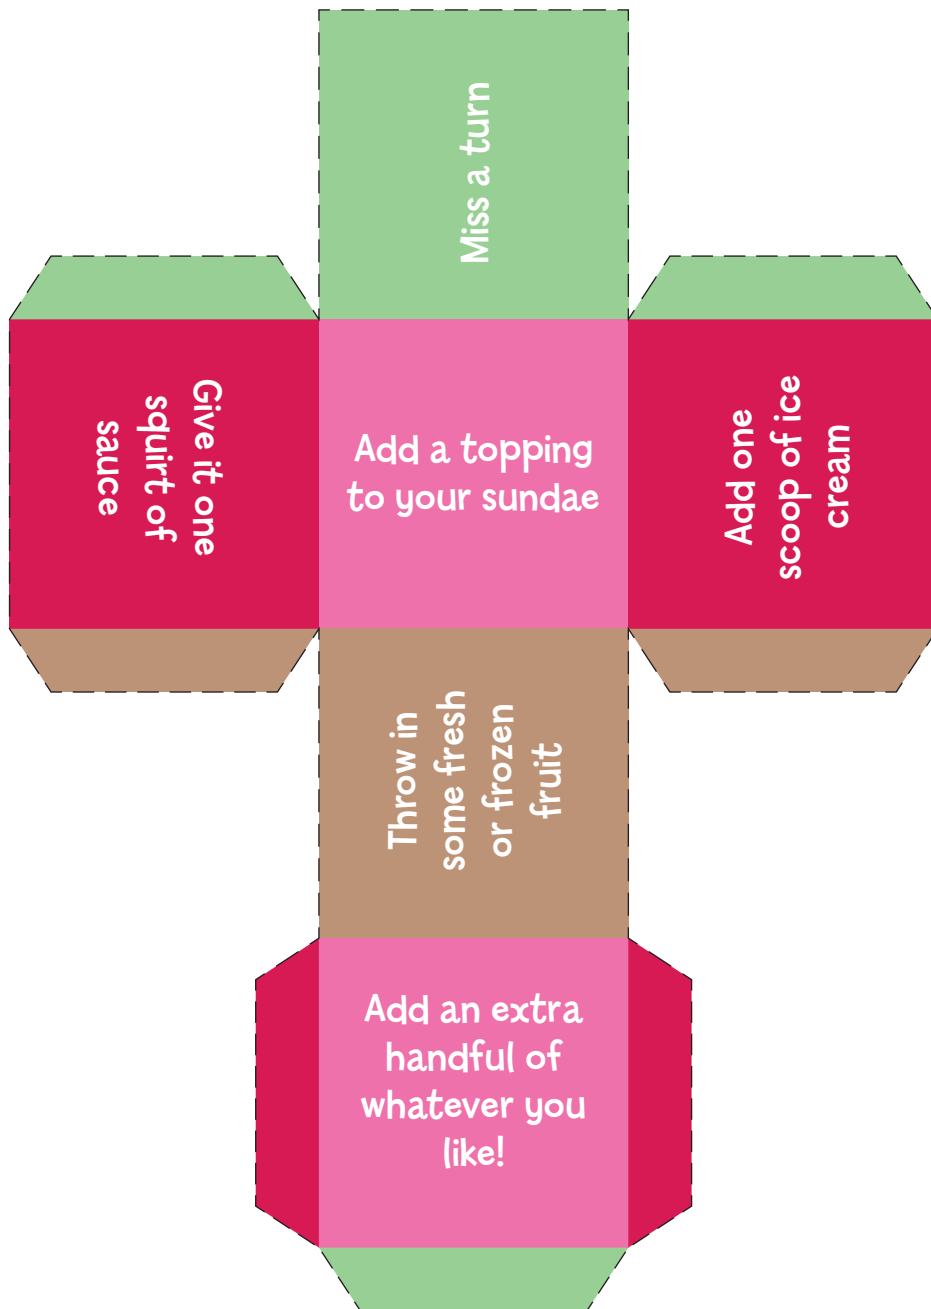 Miss a turn
Give it one
squirt of
sauce
Add a topping
to your sundae
Add one
scoop of ice
cream
Throw in
some fresh
or frozen
fruit
Add an extra
handful of
whatever you
like!